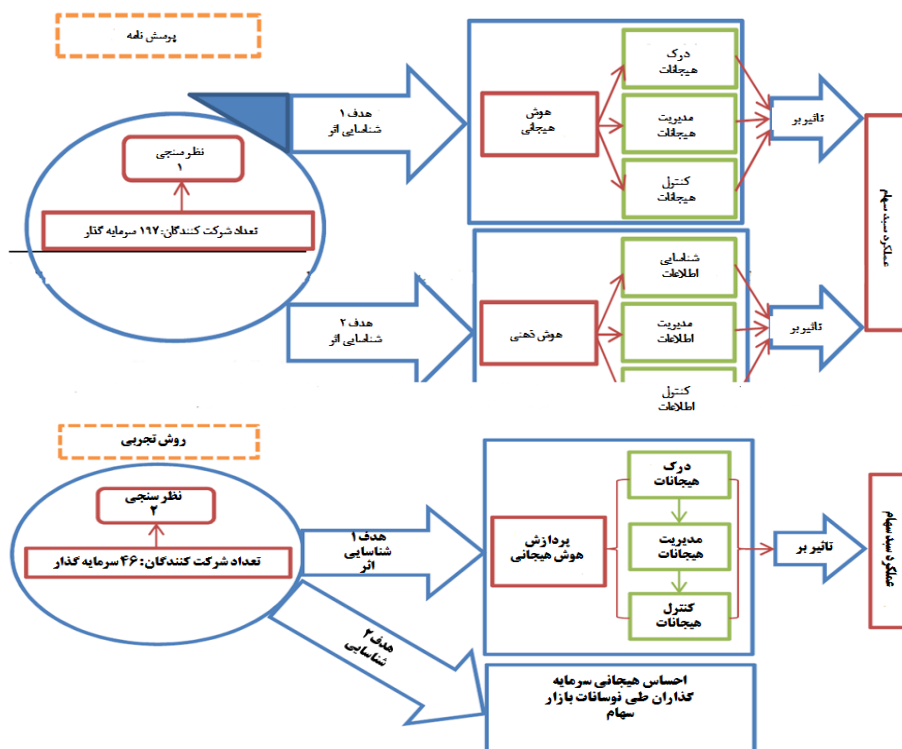 پرسش نامه
نظر سنجی
۱
تعداد شرکت کنندگان: ۱۹۷ سرمایه گذار
هدف ۱
شناسایی اثر
هوش
هیجانی
درک
هیجانات
مدیریت
هیجانات
کنترل
هیجانات
تاثیر بر
عملکرد سبد سهام
هدف ۲
شناسایی اثر
هوش ذهنی
شناسایی
اطلاعات
مدیریت
اطلاعات
کنترل
اطلاعات
تاثیر بر
روش تجربی
نظر سنجی
۲
تعداد شرکت کنندگان: ۴۶ سرمایه گذار
هدف ۱
شناسایی
اثر
پردازش
هوش هیجانی
درک
هیجانات
مدیریت
هیجانات
کنترل
هیجانات
تاثیر بر
عملکرد سبد سهام
هدف ۲
شناسایی
احساس هیجانی سرمایه
گذاران طی نوسانات بازار
سهام